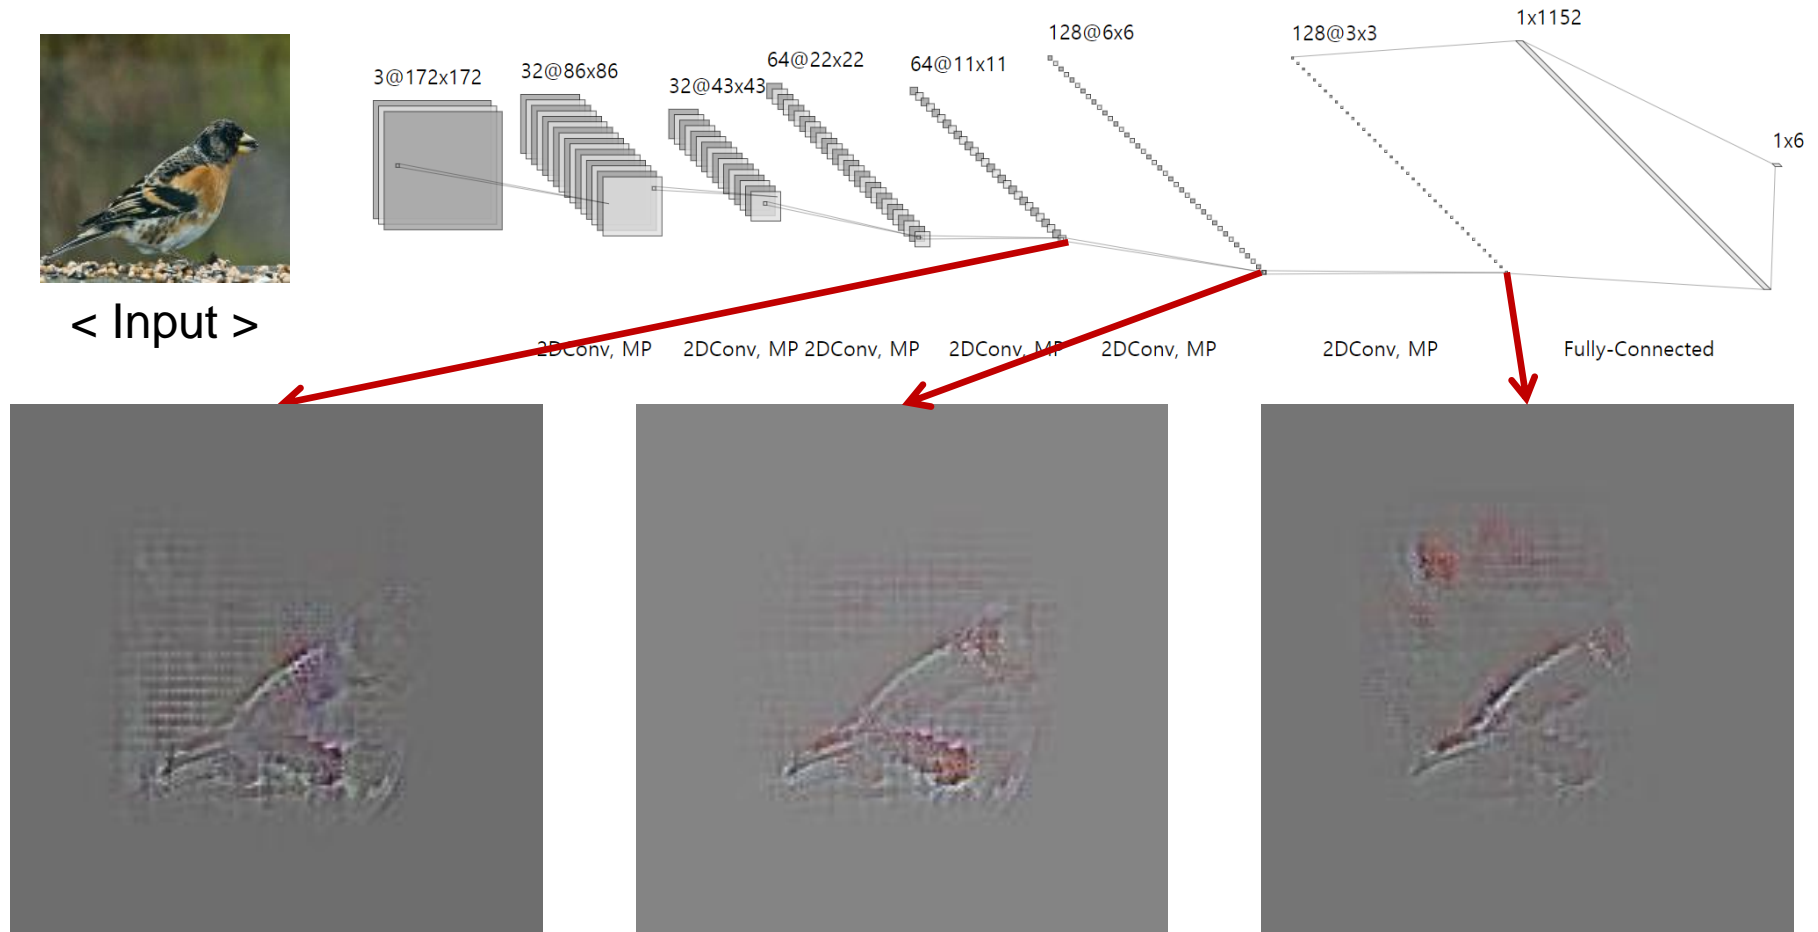 3@172x172
32@86x86
32@43x43
64@22x22
64@11x11
128@6x6
128@3x3
1x1152
1x6
< Input >
2DConv, MP
2DConv, MP
2DConv, MP
2DConv, MP
2DConv, MP
2DConv, MP
Fully-Connected